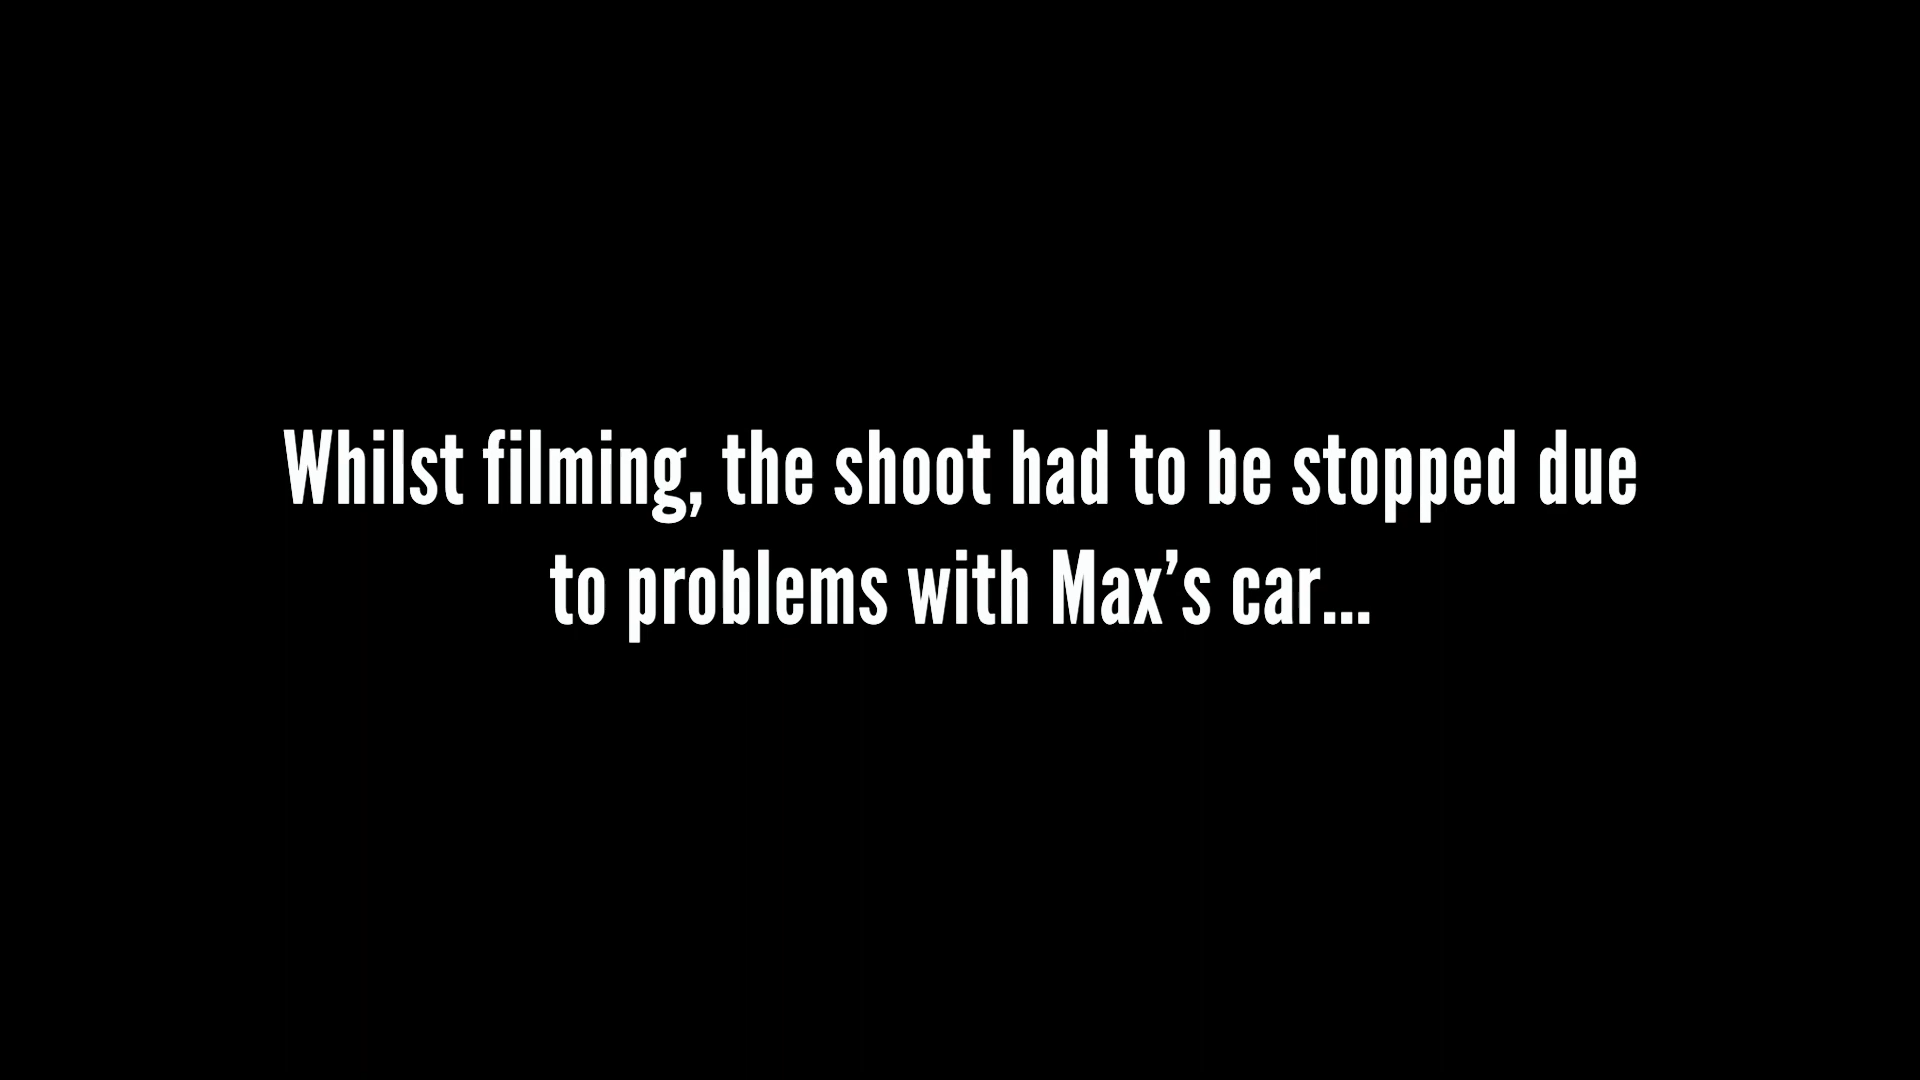 Whilst filming, the shoot had to be stopped due
to problems with Max’s car...